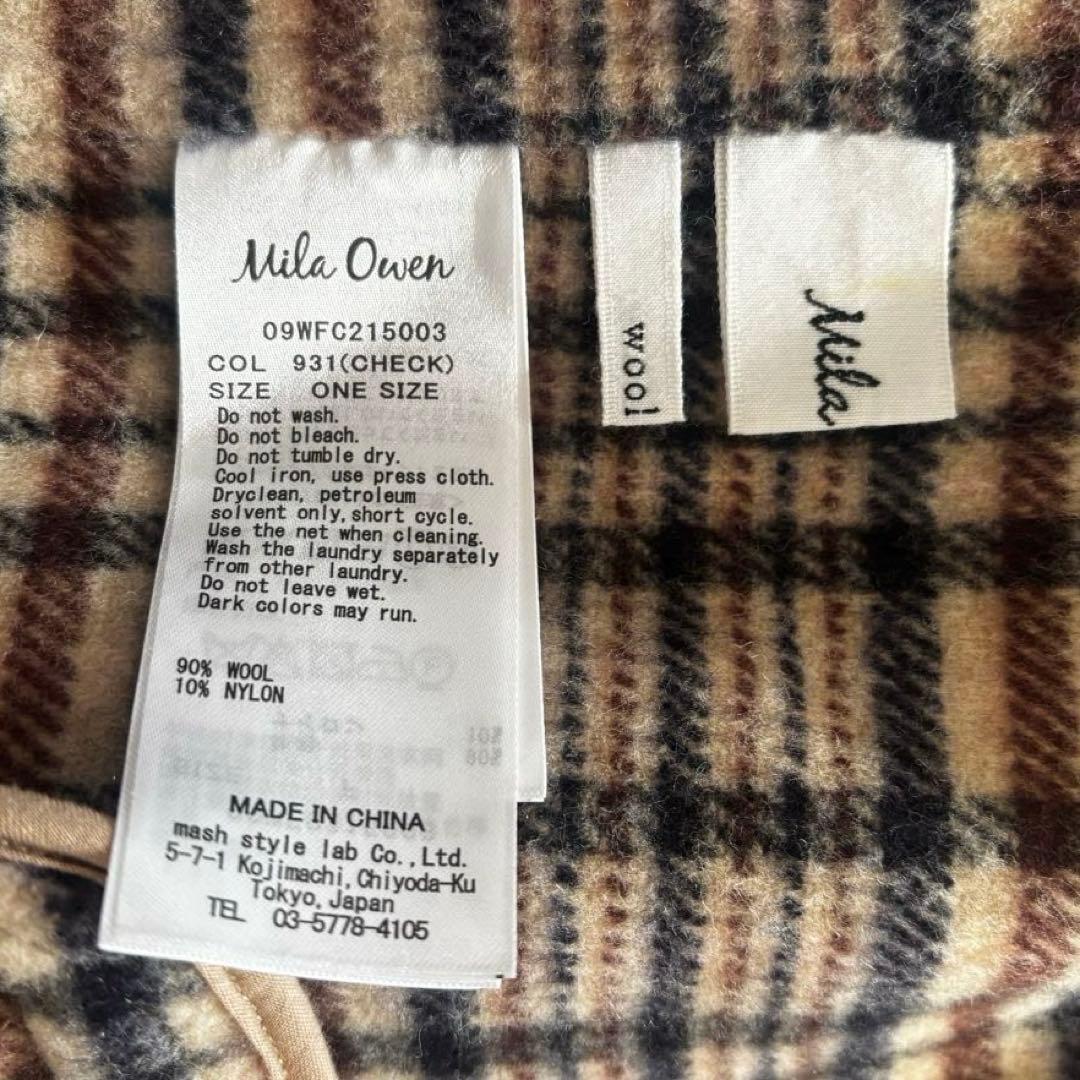 Mila Owen
09WFC215003
COL 931(CHECK)
SIZE ONE SIZE
Do not wash.
Do not bleach.
Do not tumble dry.
Cool iron, use press cloth.
Dryclean, petroleum
solvent only, short cycle.
Use the net when cleaning.
Wash the laundry separately
from other laundry.
Do not leave wet.
Dark colors may run.
90% WOOL
10% NYLON
MADE IN CHINA
mash style lab Co.,Ltd.
5-7-1 Kojimachi,Chiyoda-Ku
Tokyo,Japan
TEL 03-5778-4105
wool
Mila